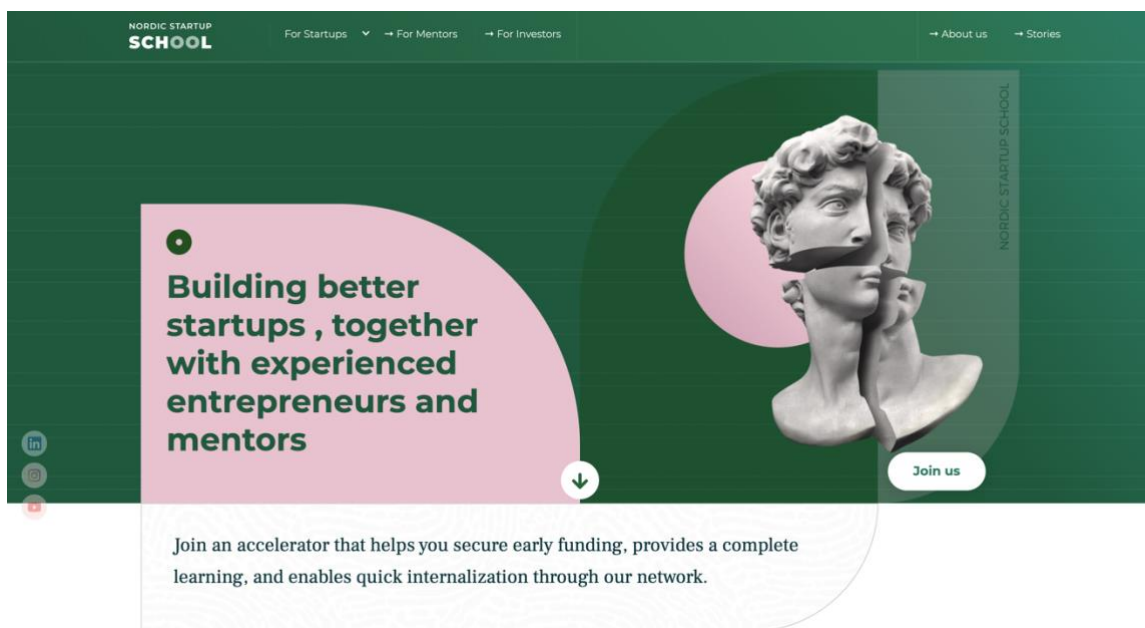 NORDIC STARTUP
SCHOOL
For Startups
→ For Mentors
→ For Investors
→ About us
→ Stories
NORDIC STARTUP SCHOOL
Building better
startups , together
with experienced
entrepreneurs and
mentors
in
Join us
Join an accelerator that helps you secure early funding, provides a complete
learning, and enables quick internalization through our network.